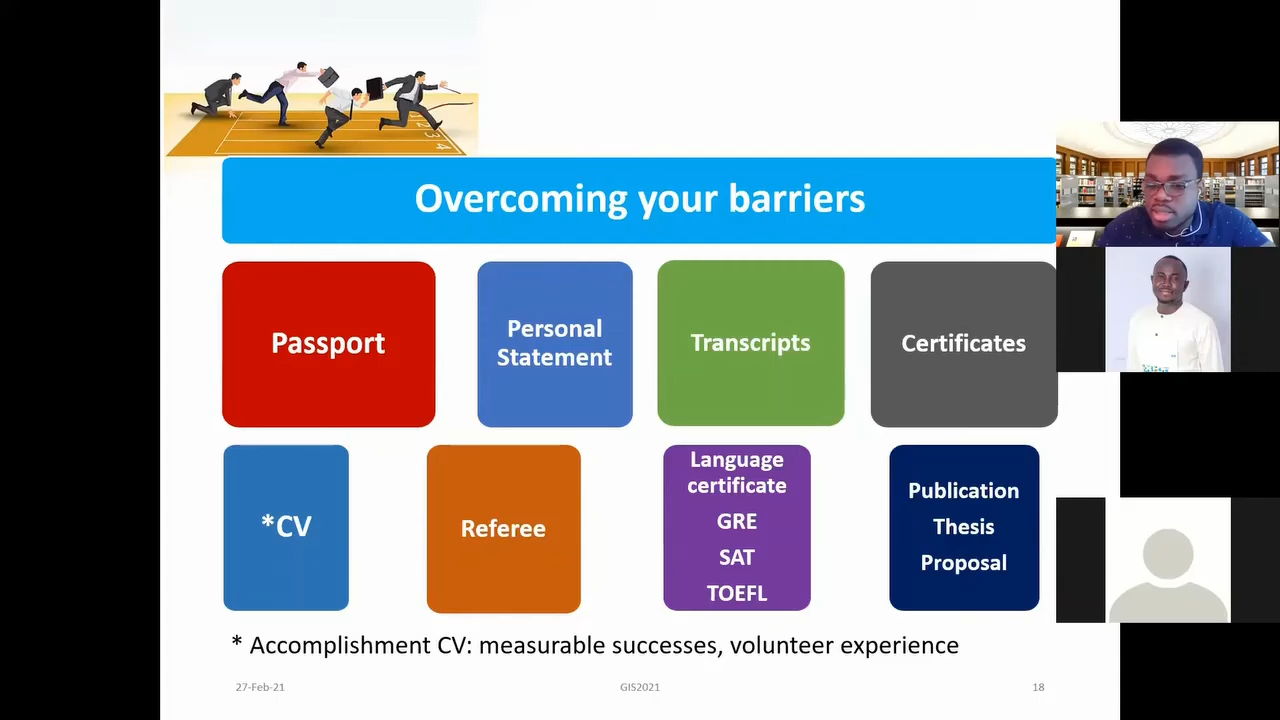 Overcoming your barriers
Passport
Personal
Statement
Transcripts
Certificates
*CV
Referee
Language
certificate
GRE
SAT
TOEFL
Publication
Thesis
Proposal
* Accomplishment CV: measurable successes, volunteer experience
27-Feb-21
GIS2021
18